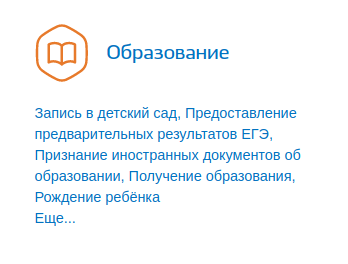 Образование
Запись в детский сад, Предоставление
предварительных результатов ЕГЭ,
Признание иностранных документов об
образовании, Получение образования,
Рождение ребёнка
Еще...